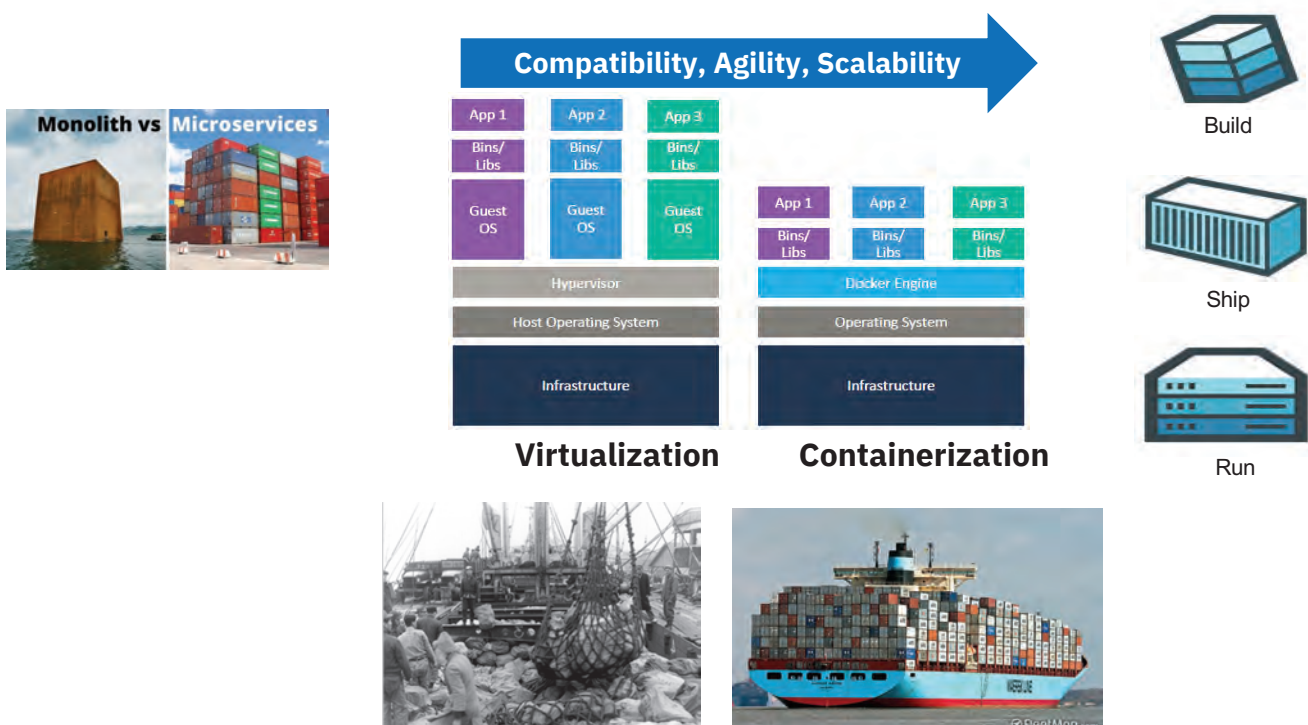 Compatibility, Agility, Scalability
Monolith vs Microservices
App 1
App 2
App 3
Bins/
Libs
Bins/
Libs
Bins/
Libs
Guest
OS
Guest
OS
Guest
OS
Hypervisor
Host Operating System
Infrastructure
App 1
App 2
App 3
Bins/
Libs
Bins/
Libs
Bins/
Libs
Docker Engine
Operating System
Infrastructure
Virtualization
Containerization
Build
Ship
Run